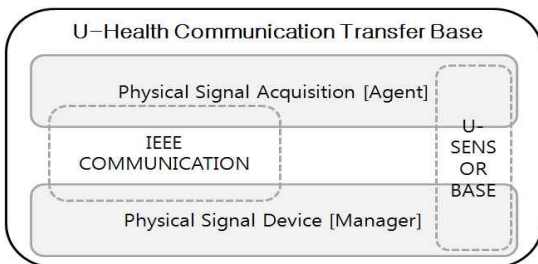 U-Health Communication Transfer Base
Physical Signal Acquisition [Agent]
IEEE
COMMUNICATION
U-
SENS
OR
BASE
Physical Signal Device [Manager]